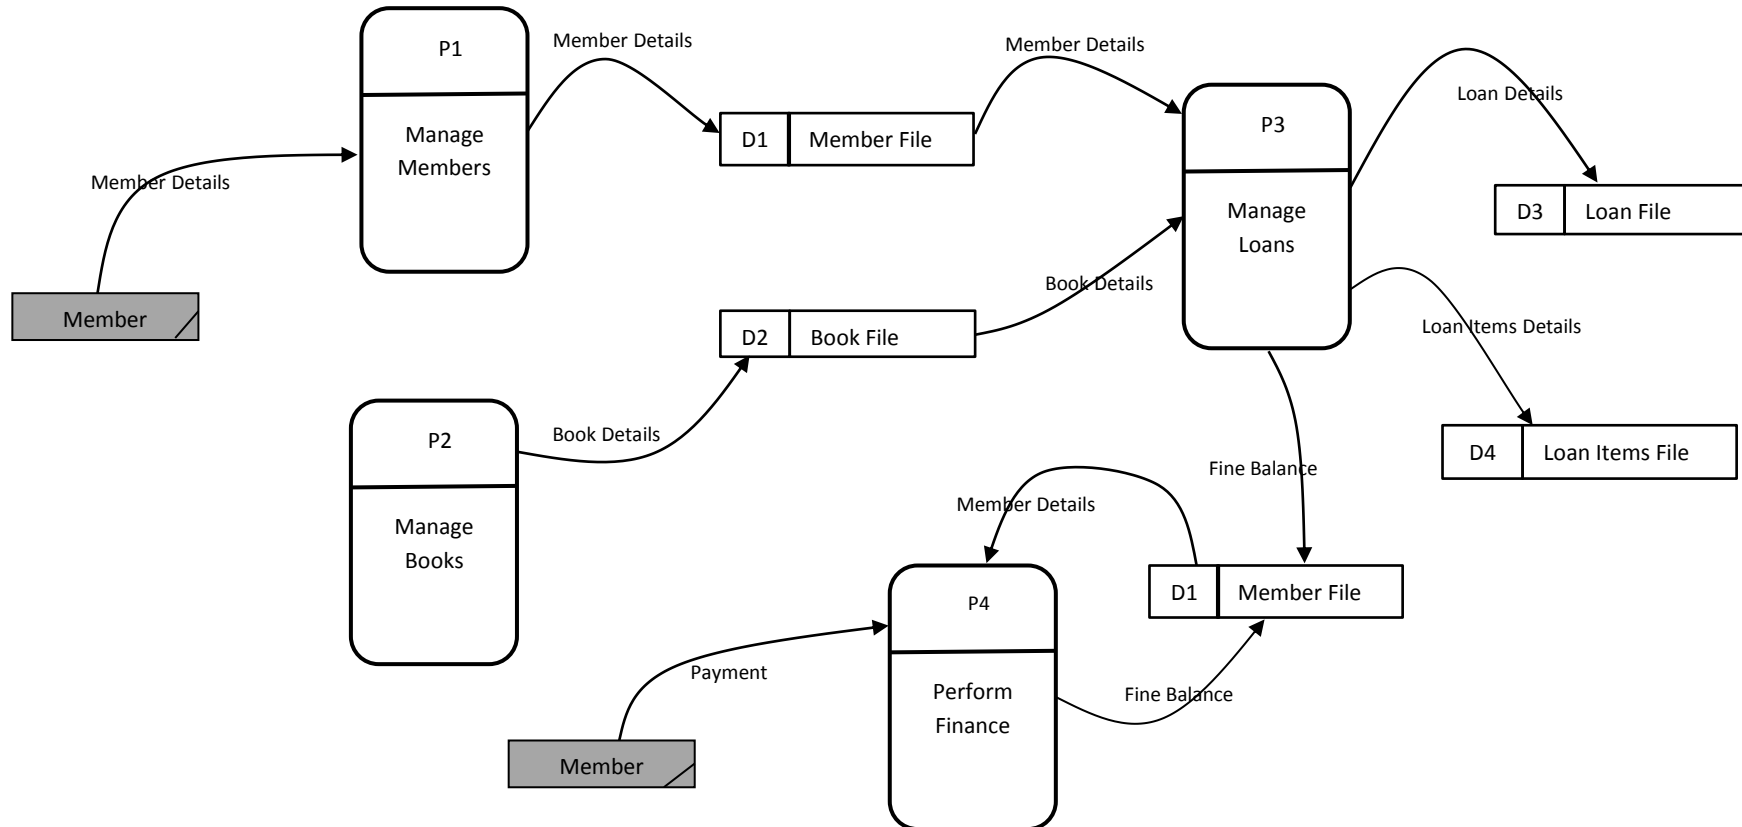 P1
Manage
Members
Member Details
Member Details
Member Details
P3
Manage
Loans
Loan Details
D1
Member File
D3
Loan File
Member
D2
Book File
Book Details
Loan Items Details
P2
Manage
Books
Book Details
D4
Loan Items File
Fine Balance
Member Details
P4
Perform
Finance
D1
Member File
Payment
Fine Balance
Member